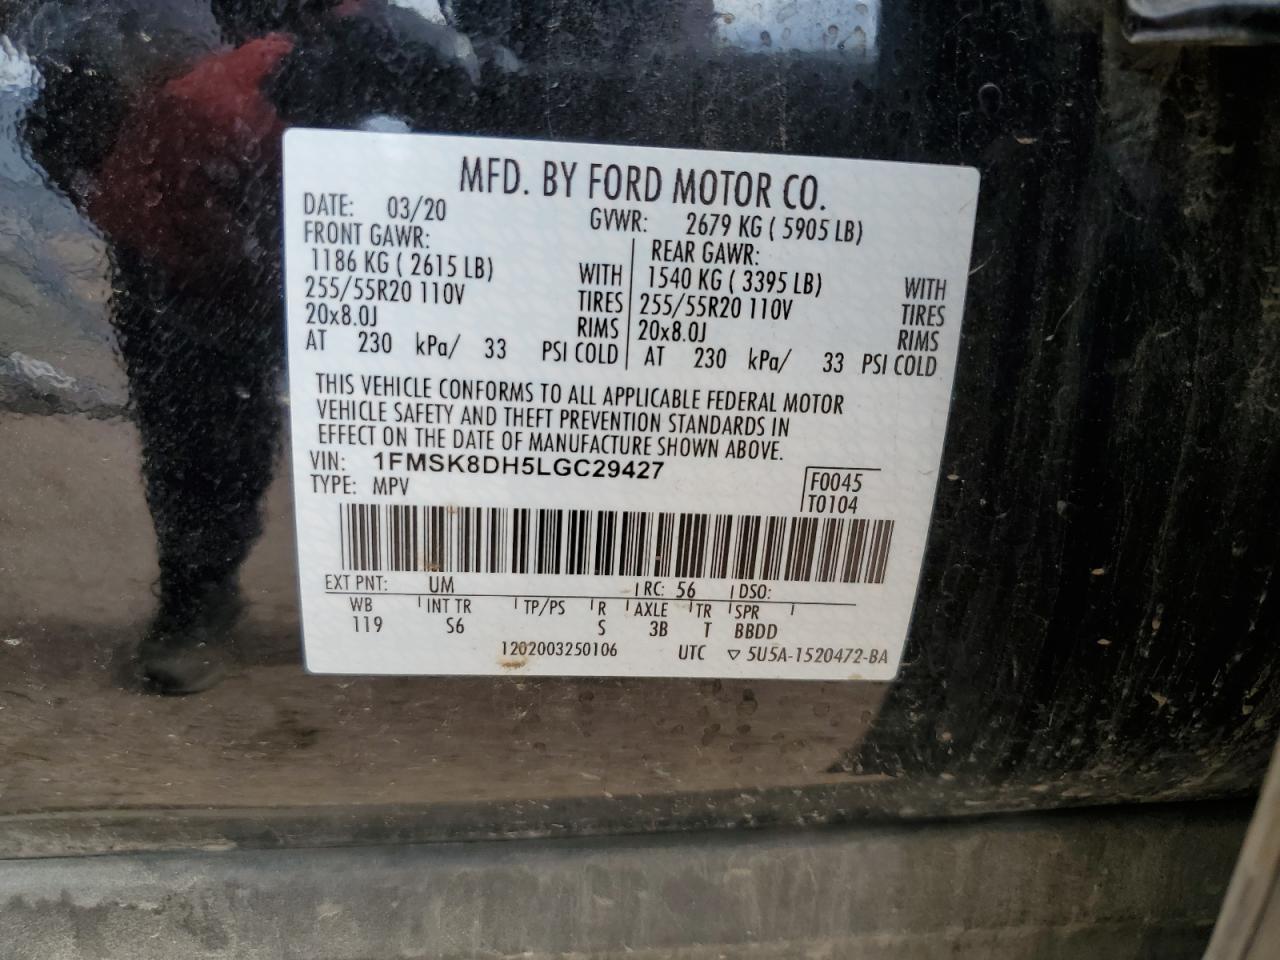 MFD. BY FORD MOTOR CO.
DATE: 03/20 GVWR: 2679 KG ( 5905 LB)
FRONT GAWR: REAR GAWR:
1186 KG ( 2615 LB) WITH 1540 KG ( 3395 LB) WITH
255/55R20 110V TIRES 255/55R20 110V TIRES
20x8.0J RIMS 20x8.0J RIMS
AT 230 kPa/ 33 PSI COLD AT 230 kPa/ 33 PSI COLD
THIS VEHICLE CONFORMS TO ALL APPLICABLE FEDERAL MOTOR
VEHICLE SAFETY AND THEFT PREVENTION STANDARDS IN
EFFECT ON THE DATE OF MANUFACTURE SHOWN ABOVE.
VIN: 1FMSK8DH5LGC29427
TYPE: MPV
F0045
T0104
EXT PNT: UM RC: 56 DSO:
WB INT TR TP/PS R AXLE TR SPR
119 S6 S 3B T BBDD
1202003250106 UTC ▽ 5U5A-1520472-BA